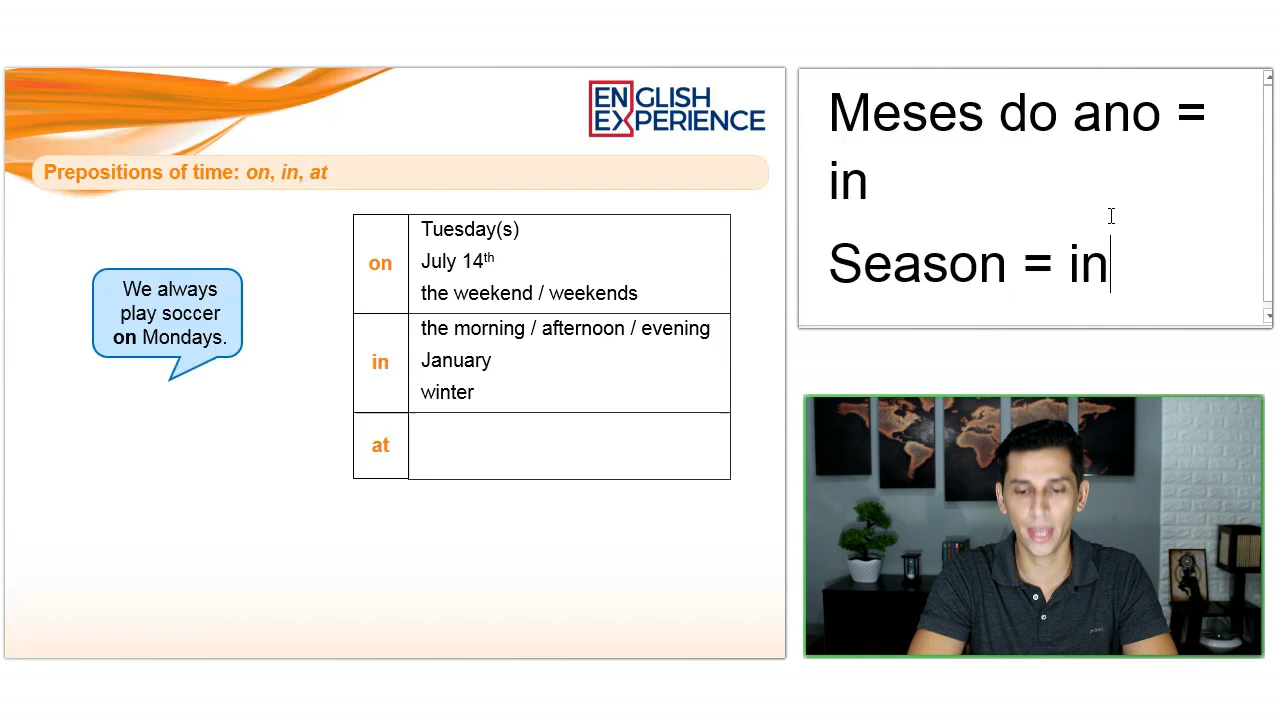 ENGLISH
EXPERIENCE
Prepositions of time: on, in, at
We always
play soccer
on Mondays.
on
Tuesday(s)
July 14th
the weekend / weekends
in
the morning / afternoon / evening
January
winter
at
Meses do ano =
in
Season = in